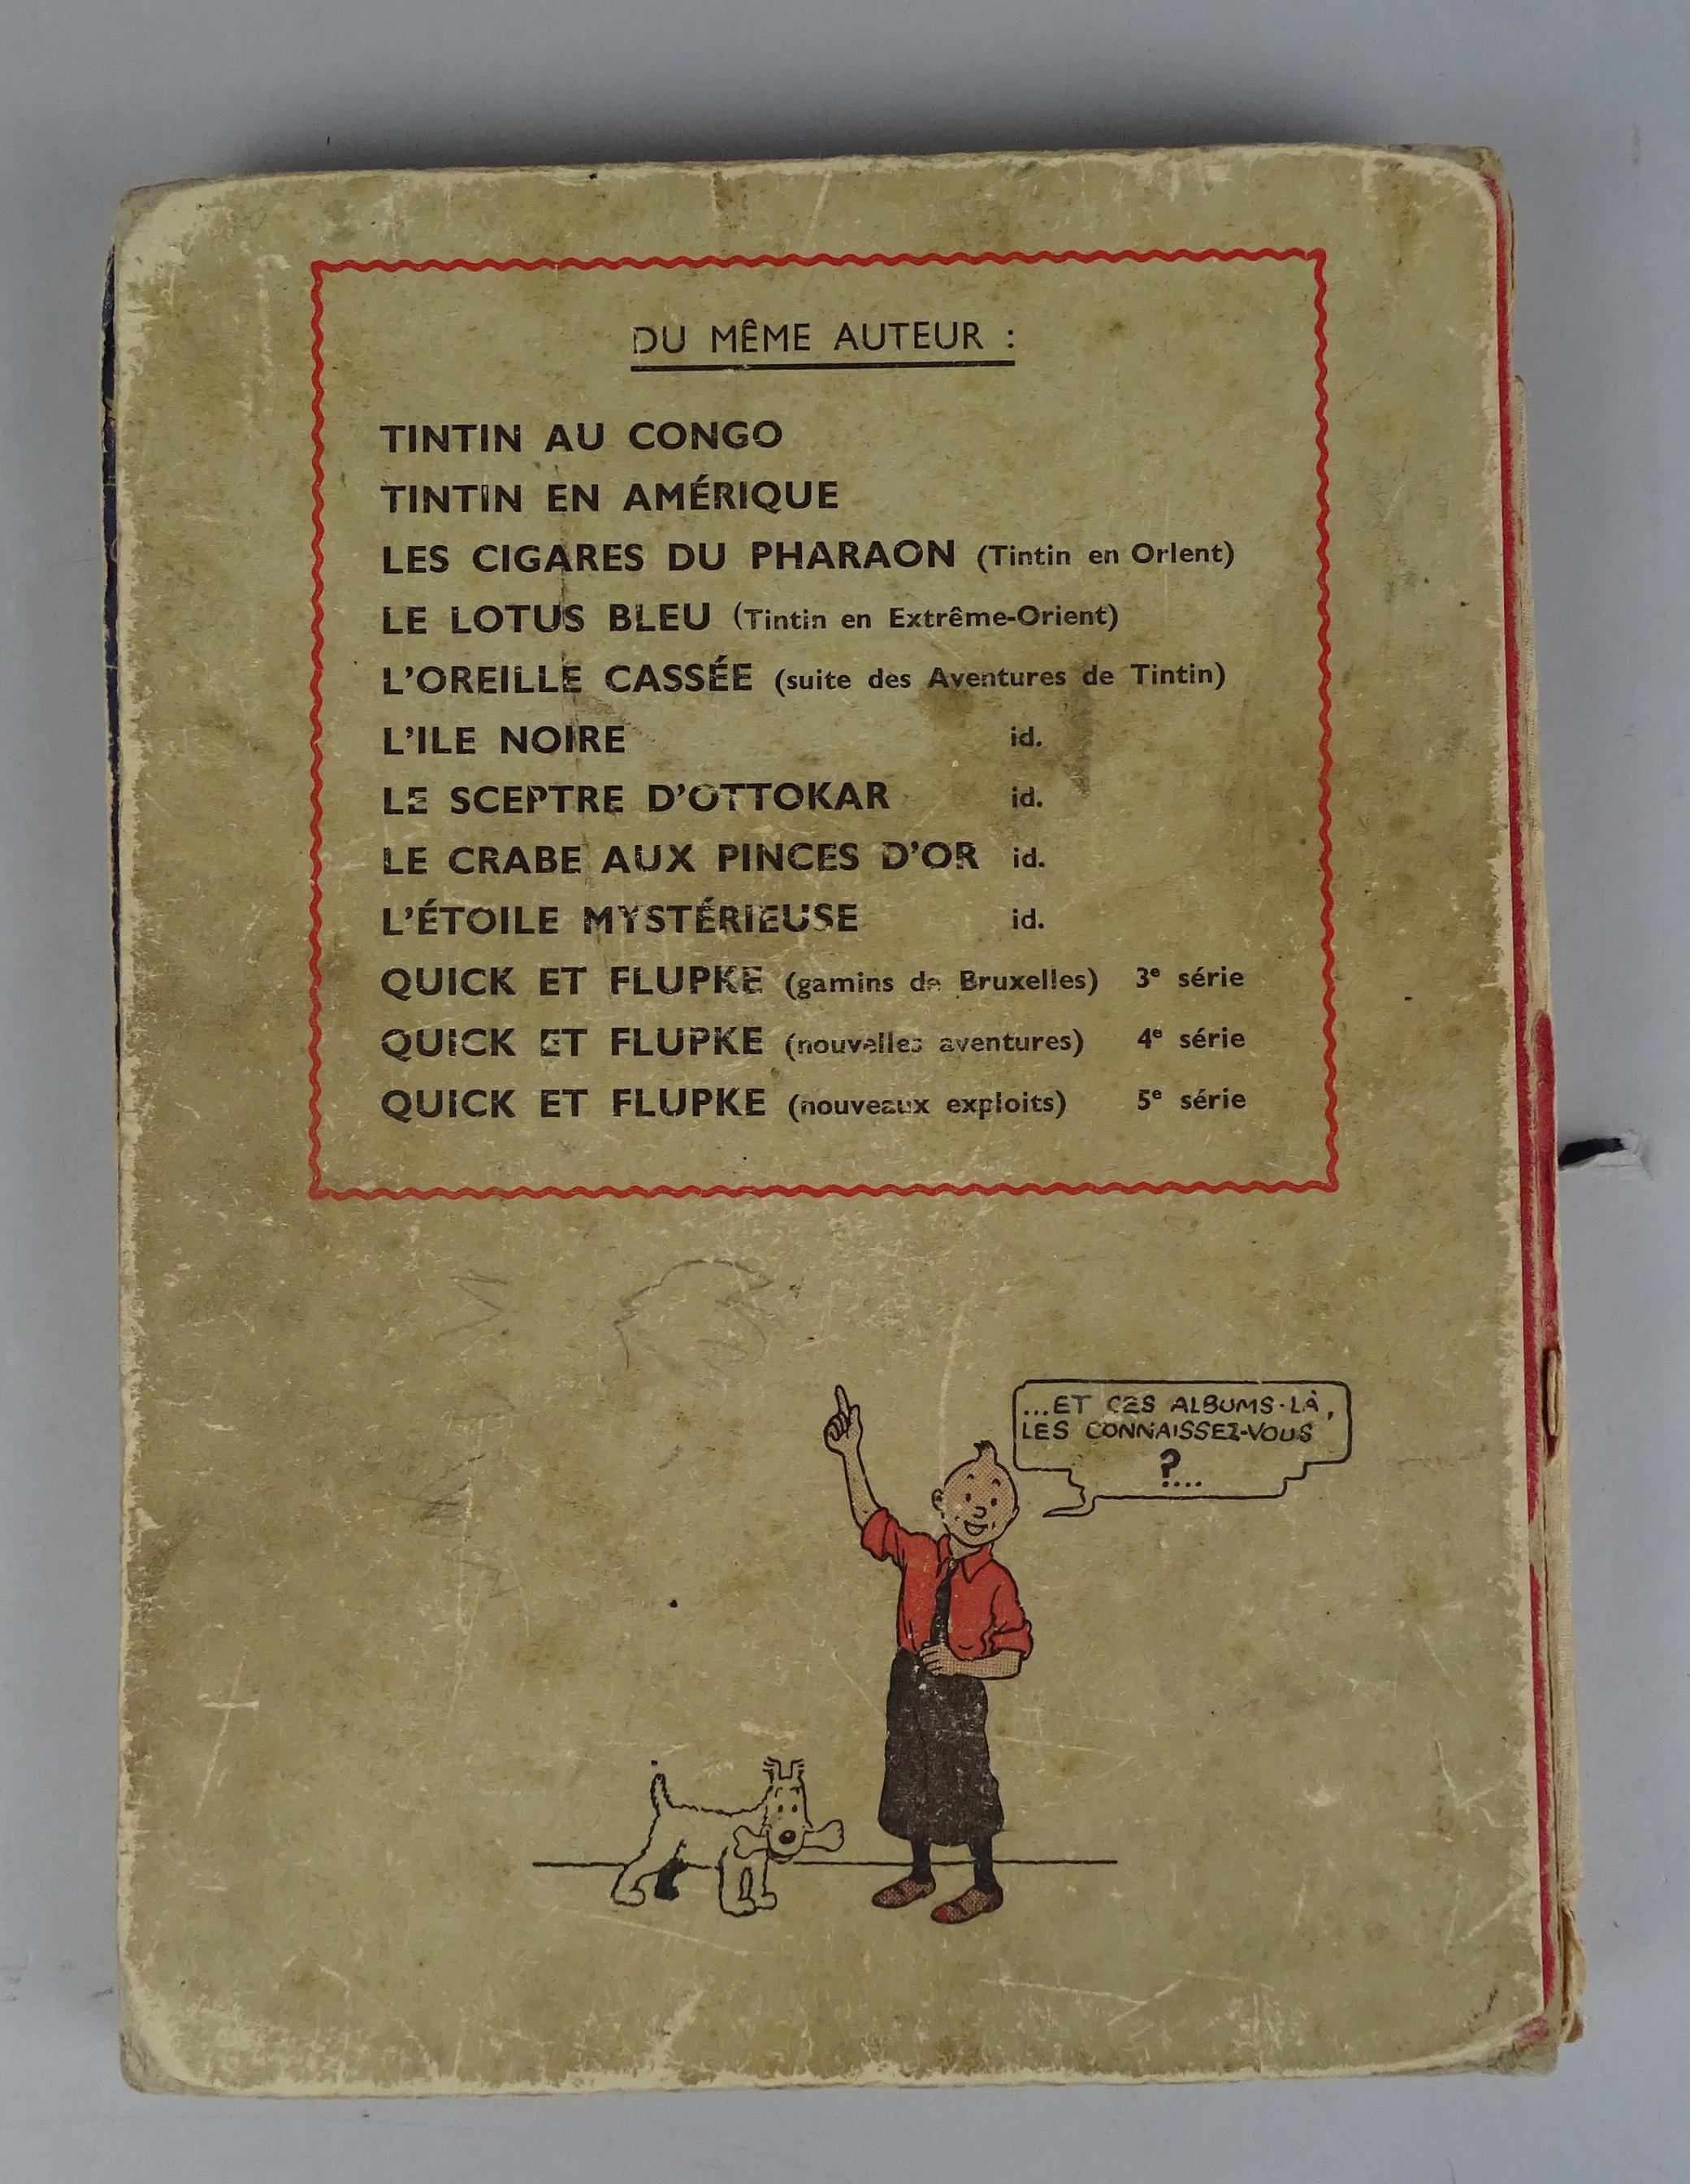 DU MÊME AUTEUR :
TINTIN AU CONGO
TINTIN EN AMÉRIQUE
LES CIGARES DU PHARAON (Tintin en Orient)
LE LOTUS BLEU (Tintin en Extrême-Orient)
L'OREILLE CASSÉE (suite des Aventures de Tintin)
L'ILE NOIRE id.
LE SCEPTRE D'OTTOKAR id.
LE CRABE AUX PINCES D'OR id.
L'ÉTOILE MYSTÉRIEUSE id.
QUICK ET FLUPKE (gamins de Bruxelles) 3e série
QUICK ET FLUPKE (nouvelles aventures) 4e série
QUICK ET FLUPKE (nouveaux exploits) 5e série
...ET CES ALBUMS-LÀ,
LES CONNAISSEZ-VOUS
?...